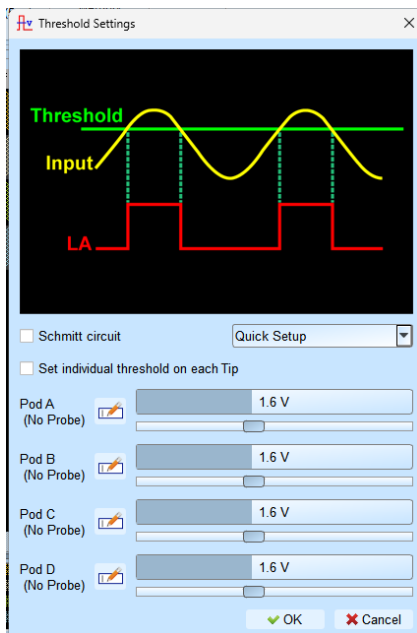 Threshold Settings
Threshold
Input
LA
Schmitt circuit
Quick Setup
Set individual threshold on each Tip
Pod A
(No Probe)
1.6 V
Pod B
(No Probe)
1.6 V
Pod C
(No Probe)
1.6 V
Pod D
(No Probe)
1.6 V
OK
Cancel